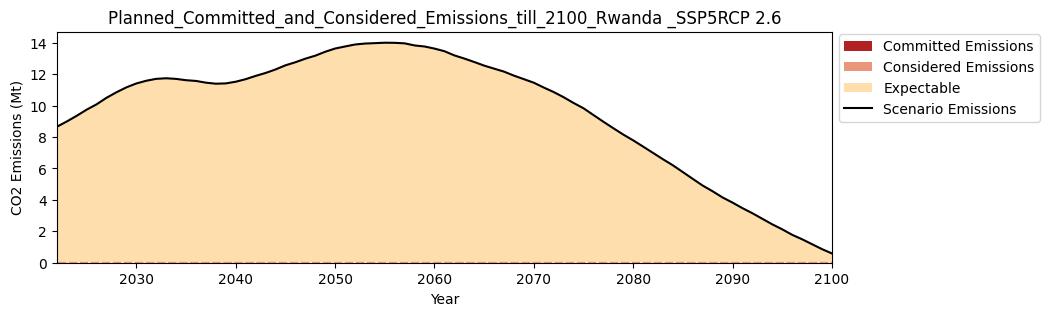 Planned_Committed_and_Considered_Emissions_till_2100_Rwanda _SSP5RCP 2.6
Committed Emissions
Considered Emissions
Expectable
Scenario Emissions
CO2 Emissions (Mt)
14
12
10
8
6
4
2
0
2030 2040 2050 2060 2070 2080 2090 2100
Year